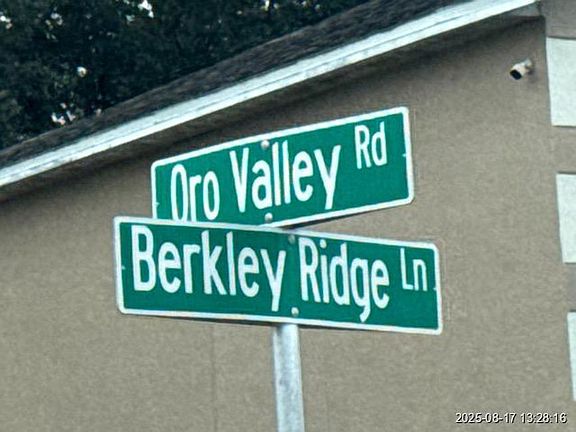 Oro Valley Rd
Berkley Ridge Ln
2025-08-17 13:28:16